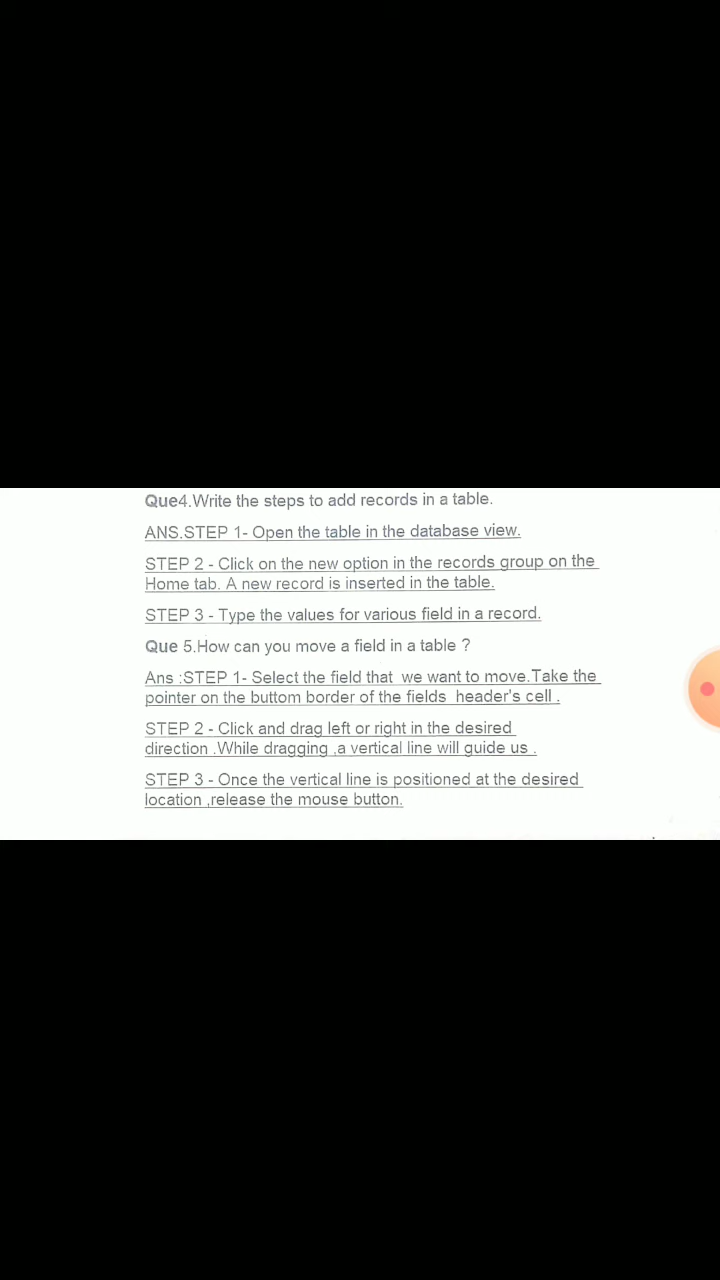 Que4.Write the steps to add records in a table.
ANS.STEP 1- Open the table in the database view.
STEP 2 - Click on the new option in the records group on the
Home tab. A new record is inserted in the table.
STEP 3 - Type the values for various field in a record.
Que 5.How can you move a field in a table ?
Ans :STEP 1- Select the field that  we want to move.Take the
pointer on the buttom border of the fields  header's cell .
STEP 2 - Click and drag left or right in the desired
direction .While dragging ,a vertical line will guide us .
STEP 3 - Once the vertical line is positioned at the desired
location ,release the mouse button.